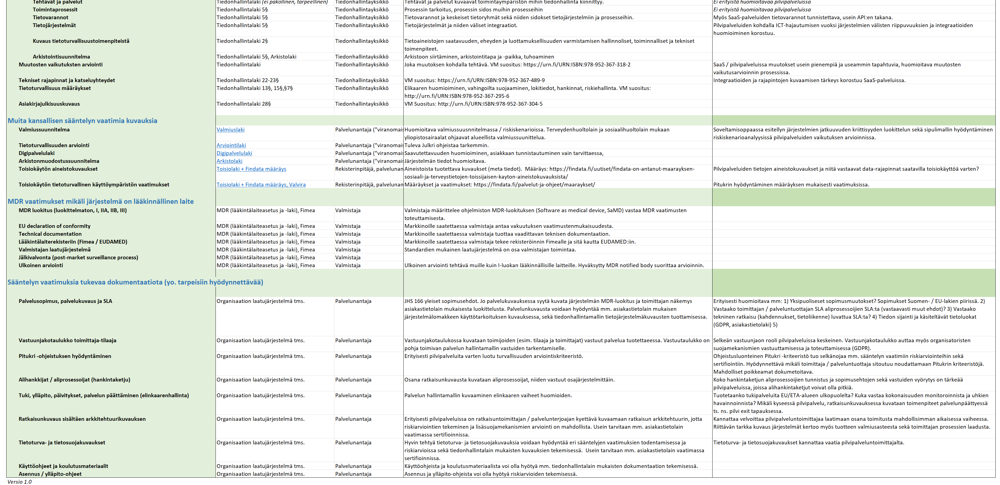 Tehtävät ja palvelut Tiedonhallintalaki (ei pakollinen, tarpeellinen) Tiedonhallintayksikkö Tehtävät ja palvelut kuvaavat toimintaympäristön mihin tiedonhallinta kiinnittyy. Ei erityistä huomioitavaa pilvipalveluissa
Toimintaprosessit Tiedonhallintalaki 5§ Tiedonhallintayksikkö Prosessin tarkoitus, prosessin sidos muihin prosesseihin Ei erityistä huomioitavaa pilvipalveluissa
Tietovarannot Tiedonhallintalaki 5§ Tiedonhallintayksikkö Tietovarannot ja keskeiset tietoryhmät sekä niiden sidokset tietojärjestelmiin ja prosesseihin. Myös SaaS-palveluiden tietovarannot tunnistettava, usein API:en takana.
Tietojärjestelmät Tiedonhallintalaki 5§ Tiedonhallintayksikkö Tietojärjestelmät ja niiden väliset integraatiot. Pilvipalveluiden kohdalla ICT-hajautumisen vuoksi järjestelmien välisten riippuvuuksien ja integraatioiden
huomioiminen korostuu.
Kuvaus tietoturvallisuustoimenpiteistä Tiedonhallintalaki 2§ Tiedonhallintayksikkö Tietoaineistojen saatavuuden, eheyden ja luottamuksellisuuden varmistamisen hallinnoliset, toiminnalliset ja tekniset
toimenpiteet.
Arkistointisuunnitelma Tiedonhallintalaki 5§, Arkistolaki Tiedonhallintayksikkö Arkistoon siirtäminen, arkistointitapa ja -paikka, tuhoaminen
Muutosten vaikutuksten arviointi Tiedonhallintalaki Tiedonhallintayksikkö Joka muutoksen kohdalla tehtävä. VM suositus: https://urn.fi/URN:ISBN:978-952-367-318-2 SaaS / pilvipalveluissa muutokset usein pienempiä ja useammin tapahtuvia, huomioitava muutosten
vaikutusarvioinnin prosessissa.
Tekniset rajapinnat ja katseluyhteydet Tiedonhallintalaki 22-23§ Tiedonhallintayksikkö VM suositus: https://urn.fi/URN:ISBN:978-952-367-489-9 Integraatioiden ja rajapintojen kuvaamisen tärkeys korostuu SaaS-palveluissa.
Tietoturvallisuus määräykset Tiedonhallintalaki 13§, 15§,§7§ Tiedonhallintayksikkö Elikaaren huomioiminen, vahingoilta suojaaminen, lokitiedot, hankinnat, riskiehallinta. VM suositus:
http://urn.fi/URN:ISBN:978-952-367-295-6
Asiakirjajulkisuuskuvaus Tiedonhallintalaki 28§ Tiedonhallintayksikkö VM Suositus: http://urn.fi/URN:ISBN:978-952-367-304-5
Muita kansallisen sääntelyn vaatimia kuvauksia
Valmiussuunnitelma Valmiuslaki Palvelunantaja ("viranomais Huomioitava valmiussuusnnitelmassa / riskiskenarioissa. Terveydenhuoltolain ja sosiaalihuoltolain mukaan Soveltamisoppaassa esitellyn järjestelmien jatkuvuuden kriittisyyden luokittelun sekä sipulimallin hyödyntäminen
yliopistosairaalat ohjaavat alueellista valmiussuunittelua. riskiskenarioanalyysissä pilvipalveluiden vaikutuksen arvioinnissa.
Tietoturvallisuuden arviointi Arviointilaki Palvelunantaja ("viranomais Tuleva Julkri ohjeistaa tarkemmin.
Digipalvelulaki Digipalvelulaki Palvelunantaja ("viranomais Saavutettavuuden huomioiminen, asiakkaan tunnistautuminen vain tarvittaessa,
Arkistonmuodostussuunnitelma Arkistolaki Palvelunantaja ("viranomais Järjestelmän tiedot huomioitava.
Toisiokäytön aineistokuvaukset Toisiolaki + Findata määräys Rekisterinpitäjä, palvelunan Aineistoista tuotettava kuvaukset (meta tiedot).  Määräys: https://findata.fi/uutiset/findata-on-antanut-maarayksen- Pilvipalveluiden tietojen aineistokuvaukset ja niitä vastaavat data-rajapinnat saatavilla toisiokäyttöä varten?
sosiaali-ja-terveystietojen-toissijaisen-kayton-aineistokuvauksista/
Toisiokäytön tietoturvallinen käyttöympäristön vaatimukset Toisiolaki + Findata määräys, Valvira Rekisterinpitäjä, palvelunan Määräykset ja vaatimukset: https://findata.fi/palvelut-ja-ohjeet/maaraykset/ Pitukrin hyödyntäminen määräyksen mukaisesti vaatimuksissa.
MDR vaatimukset mikäli järjestelmä on lääkinnällinen laite
MDR luokitus (luokittelmaton, I, IIA, IIB, III) MDR (lääkintälaiteasetus ja -laki), Fimea Valmistaja Valmistaja määrittelee ohjelmiston MDR-luokituksen (Software as medical device, SaMD) vastaa MDR vaatimusten
toteuttamisesta.
EU declaration of conformity MDR (lääkintälaiteasetus ja -laki), Fimea Valmistaja Markkinoille saatettaessa valmistaja antaa vakuutuksen vaatimustenmukaisuudesta.
Technical documentation MDR (lääkintälaiteasetus ja -laki), Fimea Valmistaja Markkinoille saatettaessa valmistaja tuottaa vaadittavan teknisen dokumentaation.
Lääkintälaiterekisteriin (Fimea / EUDAMED) MDR (lääkintälaiteasetus ja -laki), Fimea Valmistaja Markkinoille saatettaessa valmistaja tekee rekisteröinnin Fimealle ja sitä kautta EUDAMED:iin.
Valmistajan laatujärjestelmä MDR (lääkintälaiteasetus ja -laki), Fimea Valmistaja Standardien mukainen laatujärjestelmä on osa valmistajan toimintaa.
Jälkivalvonta (post-market surveillance process) MDR (lääkintälaiteasetus ja -laki), Fimea Valmistaja
Ulkoinen arviointi MDR (lääkintälaiteasetus ja -laki), Fimea Valmistaja Ulkoinen arviointi tehtävä muille kuin I-luokan lääkinnällisille laitteille. Hyväksytty MDR notified body suorittaa arvioinnin.
Sääntelyn vaatimuksia tukevaa dokumentaatiota (yo. tarpeisiin hyödynnettävää)
Palvelusopimus, palvelukuvaus ja SLA Organisaation laatujärjestelmä tms. Palvelunantaja JHS 166 yleiset sopimusehdot. Jo palvelukuvauksessa syytä kuvata järjestelmän MDR-luokitus ja toimittajan näkemys Erityisesti huomioitava mm: 1) Yksipuoliseset sopimusmuutokset? Sopimukset Suomen- / EU-lakien piirissä. 2)
asiakastietolain mukaisesta luokittelusta. Palvelunkuvausta voidaan hyödyntää mm. asiakastietolain mukaisen Vastaako toimittajan / palveluntuottajan SLA aliprosessoijien SLA:ta (vastaavasti muut ehdot)? 3) Vastaako
järjestelmälomakkeen käyttötarkoituksen kuvauksessa, sekä tiedonhallintamallin tietojärjestelmäkuvausten tuottamisessa. tekninen ratkaisu (kahdennukset, tietoliikenne) luvattua SLA:ta? 4) Tiedon sijainti ja käsiteltävät tietoluokat
(GDPR, asiakastietolaki) 5)
Vastuunjakotaulukko toimittaja-tilaaja Organisaation laatujärjestelmä tms. Palvelunantaja Vastuunjakotaulukossa kuvataan toimijoiden (esim. tilaaja ja toimittajat) vastuut palvelua tuotettaeessa. Vastuutaulukko on Selkeän vastuunjaon rooli pilvipalveluissa keskeinen. Vastuunjakotaulukko auttaa myös organisatoristen
pohja toimivan palvelun hallintamallin vastuiden tarkentamiselle. suojamekanismien vastuuttamisessa ja toteuttamisessa (GDPR).
Pitukri -ohjeistuksen hyödyntäminen Organisaation laatujärjestelmä tms. Palvelunantaja Erityisesti pilvipalveluita varten luotu turvallisuuden arviointiskriteeristö. Ohjeistusluonteinen Pitukri -kriteeristö tuo selkänojaa mm. sääntelyn vaatimiin riskiarviointeihin sekä
sertifiointiin. Hyödynnettävä mikäli toimittaja / palveluntuottaja sitoutuu noudattamaan Pitukrin kriteeristöjä.
Mahdolliset poikkeamat dokumetoitava.
Alihankkijat / aliprosessoijat (hankintaketju) Organisaation laatujärjestelmä tms. Palvelunantaja Osana ratkaisunkuvausta kuvataan aliprosessoijat, niiden vastuut osajärjestelmittäin. Koko hankintaketjun aliprosessoijien tunnistus ja sopimusehtojen sekä vastuiden vyörytys on tärkeää
pilvipalveluissa, joissa alihankintaketjut voivat olla pitkiä.
Tuki, ylläpito, päivitykset, palvelun päättäminen (elinkaarenhallinta) Organisaation laatujärjestelmä tms. Palvelunantaja Palvelun hallintamallin kuvaaminen elinkaaren vaiheet huomioiden. Tuotetaanko tukipalveluita EU/ETA-alueen ulkopuolelta? Kuka vastaa kokonaisuuden monitoroinnista ja uhkien
havainnoinnista? Mikäli kyseessä pilvipalvelu, ratkaisunkuvauksessa kuvataan toimenpiteet palvelunpäättyessä
ts. ns. pilvi exit tapauksessa.
Ratkaisunkuvaus sisältäen arkkitehtuurikuvauksen Organisaation laatujärjestelmä tms. Palvelunantaja Erityisesti pilvipalveluissa on ratkaisuntoimittajan / palvelunterjoajan kyettävä kuvaamaan ratkaisun arkkitehtuurin, jotta Kannattaa velvoittaa pilvipalveluntoimittajaa laatimaan osana toimitusta mahdollisimman aikaisessa vaiheessa.
riskiarviointien tekeminen ja lisäsuojamekanismien arviointi on mahdollista. Usein tarvitaan mm. asiakastietolain Riittävän tarkka kuvaus järjestelmät kertoo myös tuotteen valmiusasteesta sekä toimittajan prosessien laadusta.
vaatimassa sertifioinnissa.
Tietoturva- ja tietosuojakuvaukset Organisaation laatujärjestelmä tms. Palvelunantaja Hyvin tehtyä tietoturva- ja tietosuojakuvauksia voidaan hyödyntää eri sääntelyjen vaatimuksien todentamisessa ja Tietoturva- ja tietosuojakuvaukset kannattaa vaatia pilvipalveluntoimittajalta.
riskiarvioissa sekä tiedonhallintalain mukaisten kuvauksien tekemisessä.  Usein tarvitaan mm. asiakastietolain vaatimassa
sertifioinnissa.
Käyttöohjeet ja koulutusmateriaalit Organisaation laatujärjestelmä tms. Palvelunantaja Käyttöohjeista ja koulutusmateriaalista voi olla hyötyä mm. tiedonhallintalain mukaisten dokumentaation tekemisessä.
Asennus / ylläpito-ohjeet Organisaation laatujärjestelmä tms. Palvelunantaja Asennus ja ylläpito-ohjeista voi olla hyötyä riskiarvioiden tekemisessä.
Versio 1.0